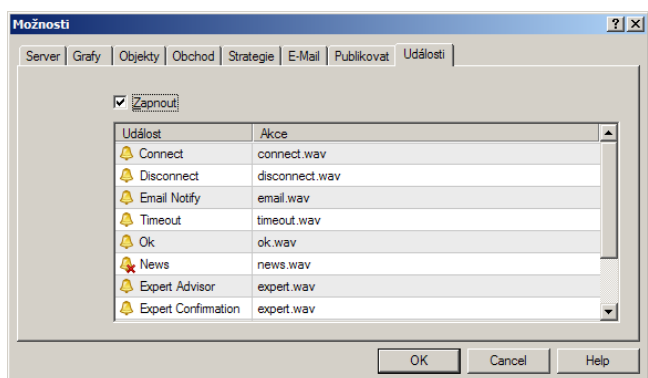 Možnosti
Server Grafy Objekty Obchod Strategie E-Mail Publikovat Události
Zapnout
Událost Akce
Connect connect.wav
Disconnect disconnect.wav
Email Notify email.wav
Timeout timeout.wav
Ok ok.wav
News news.wav
Expert Advisor expert.wav
Expert Confirmation expert.wav
OK Cancel Help